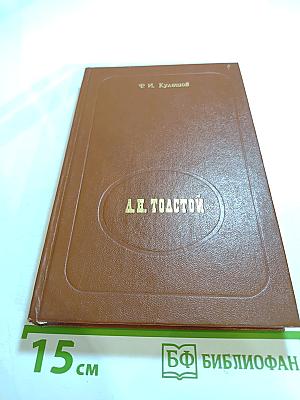 Ф. И. Кулешов
Л.Н. ТОЛСТОЙ
15 см
БФ БИБЛИОФАН